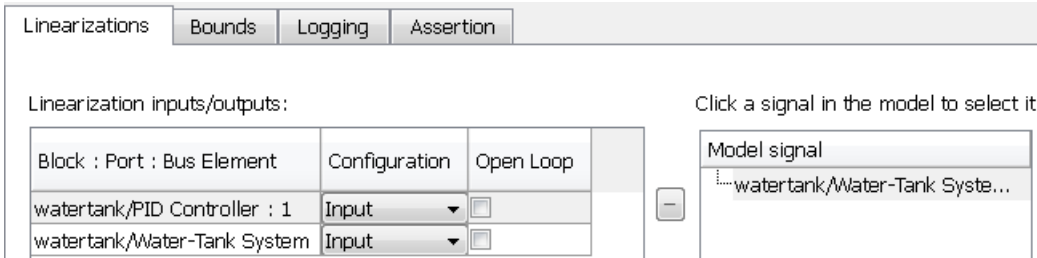 Linearizations Bounds Logging Assertion
Linearization inputs/outputs: Click a signal in the model to select it
Block : Port : Bus Element Configuration Open Loop Model signal
watertank/Water-Tank Syste...
watertank/PID Controller : 1 Input
watertank/Water-Tank System Input